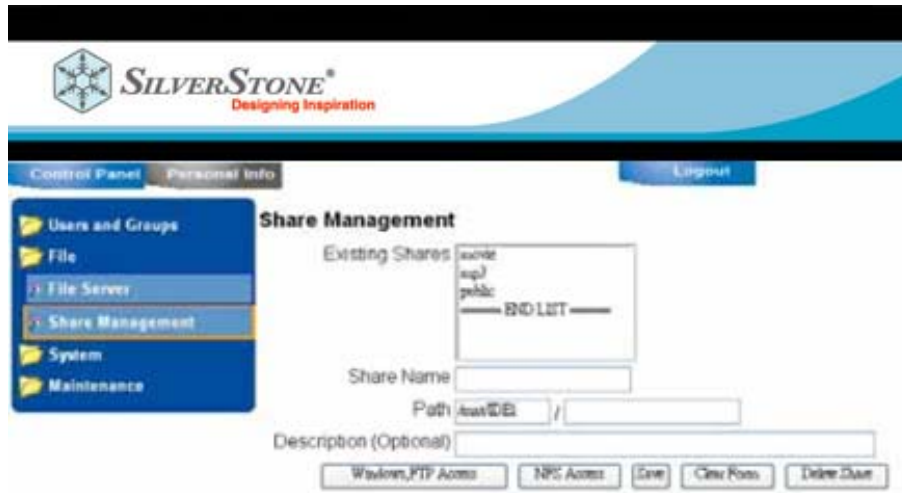 SILVERSTONE®
Designing Inspiration
Control Panel Personal Info Logout
Users and Groups
File
File Server
Share Management
System
Maintenance
Share Management
Existing Shares
movie
mp3
public
END LIST
Share Name
Path /mnt/IDE1 /
Description (Optional)
Windows,FTP Access NFS Access Save Clear Form Delete Share